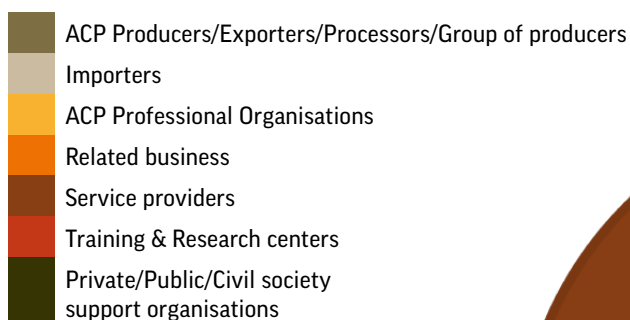 ACP Producers/Exporters/Processors/Group of producers
Importers
ACP Professional Organisations
Related business
Service providers
Training & Research centers
Private/Public/Civil society
support organisations